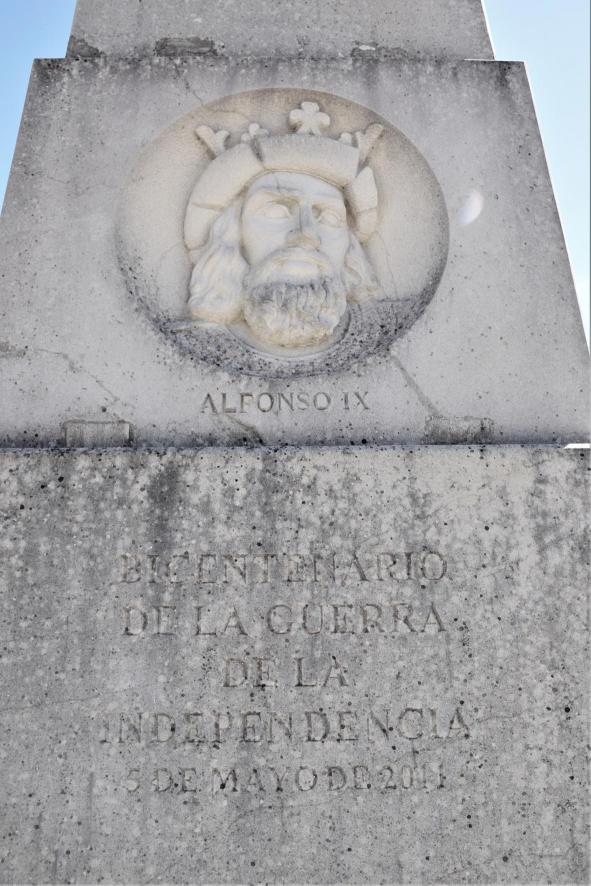 ALFONSO IX
BICENTENARIO
DE LA GUERRA
DE LA
INDEPENDENCIA
5 DE MAYO DE 2011